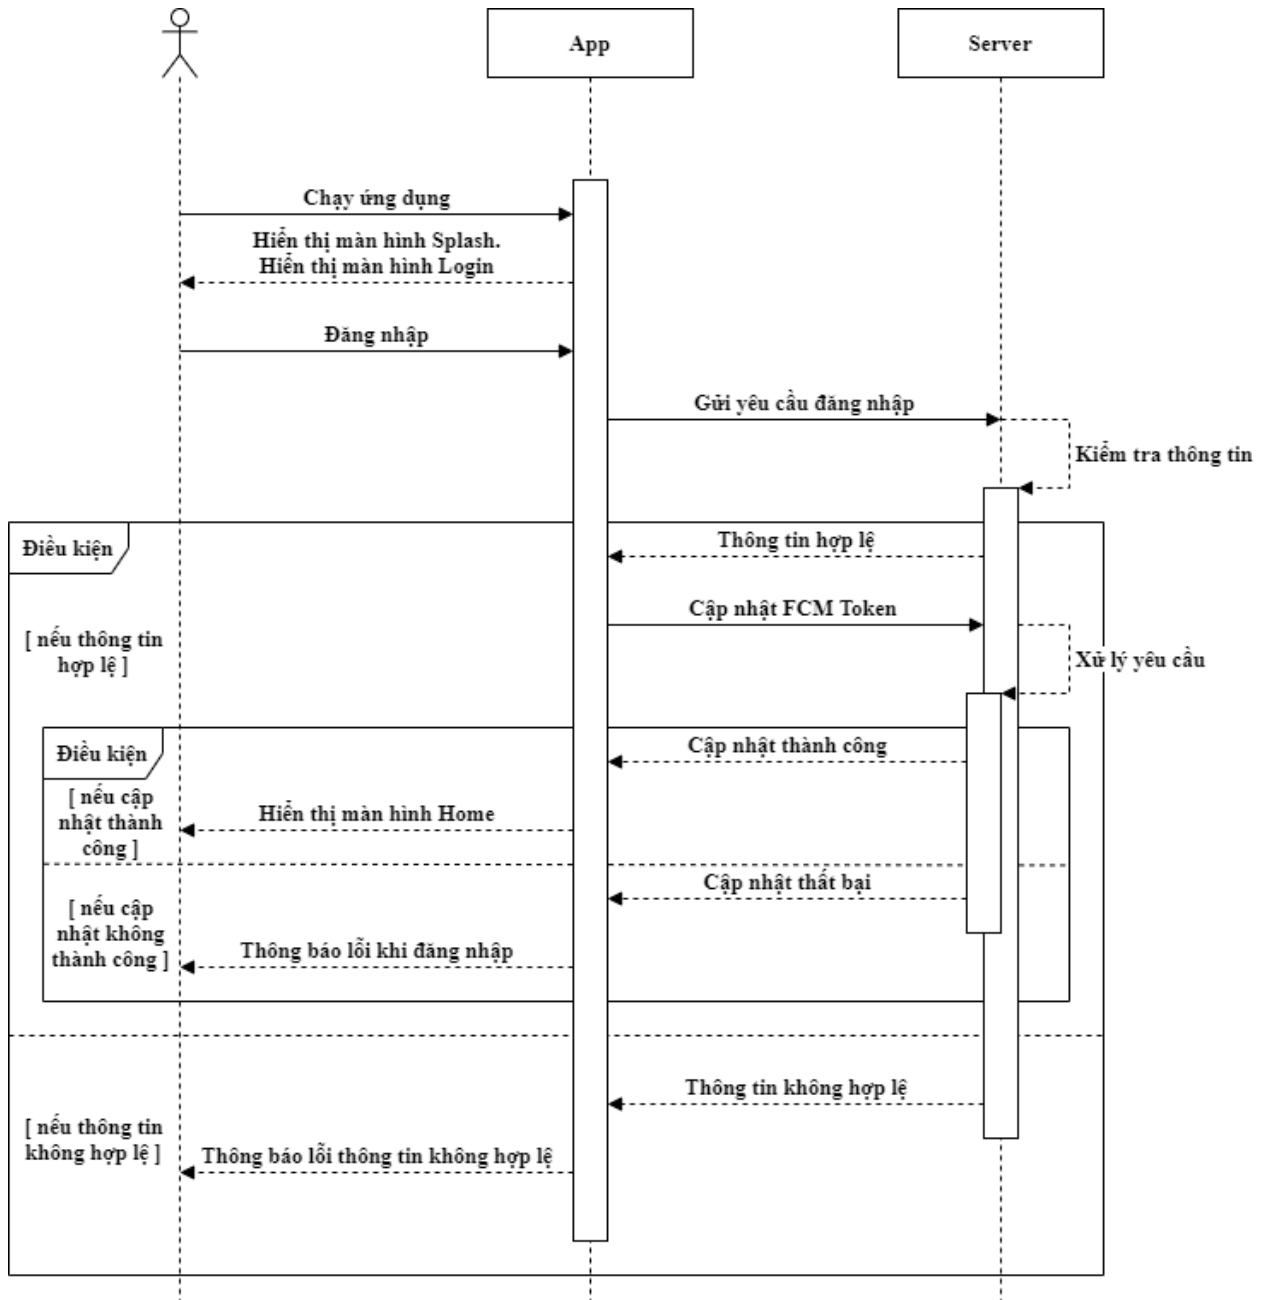 App
Server
Chạy ứng dụng
Hiển thị màn hình Splash.
Hiển thị màn hình Login
Đăng nhập
Gửi yêu cầu đăng nhập
Kiểm tra thông tin
Điều kiện
Thông tin hợp lệ
Cập nhật FCM Token
[ nếu thông tin
hợp lệ ]
Xử lý yêu cầu
Điều kiện
Cập nhật thành công
[ nếu cập
nhật thành
công ]
Hiển thị màn hình Home
Cập nhật thất bại
[ nếu cập
nhật không
thành công ]
Thông báo lỗi khi đăng nhập
Thông tin không hợp lệ
[ nếu thông tin
không hợp lệ ]
Thông báo lỗi thông tin không hợp lệ